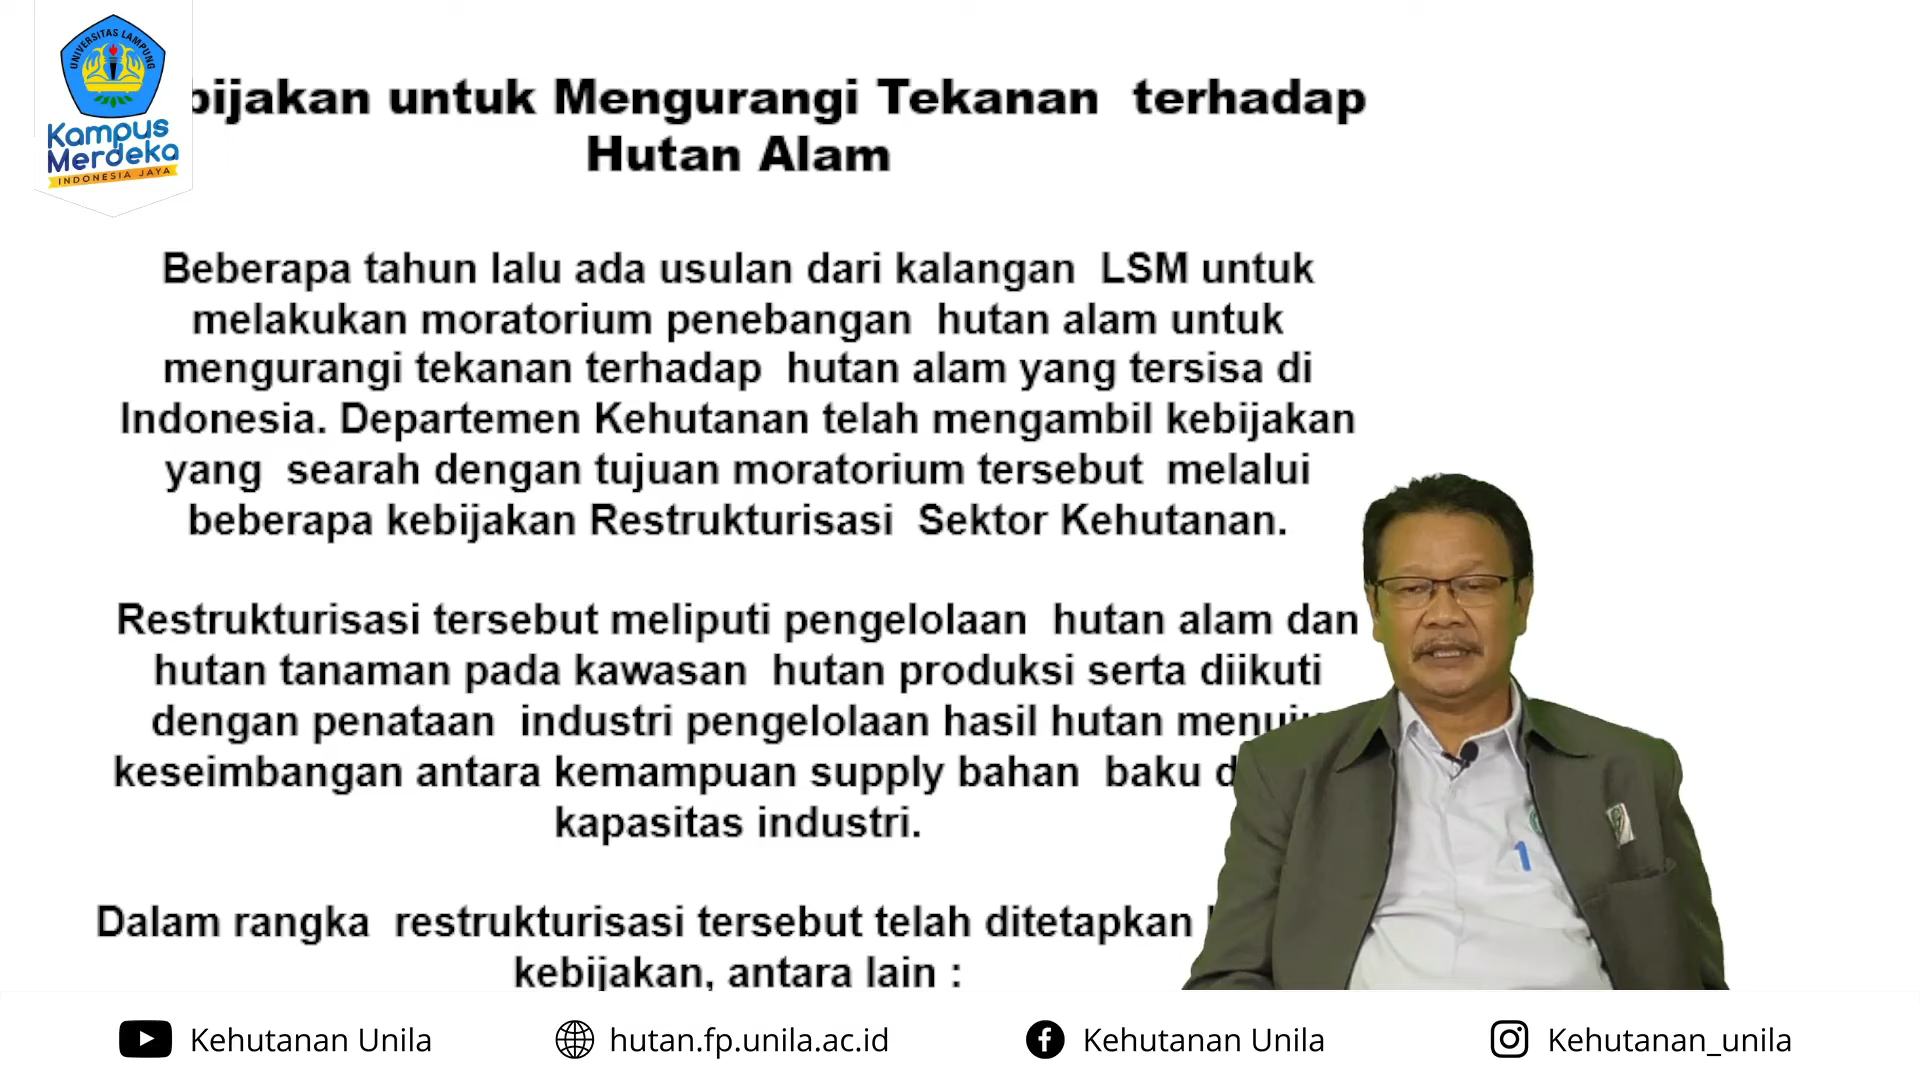 UNIVERSITAS LAMPUNG
Kampus
Merdeka
INDONESIA JAYA
bijakan untuk Mengurangi Tekanan terhadap
Hutan Alam
Beberapa tahun lalu ada usulan dari kalangan LSM untuk
melakukan moratorium penebangan hutan alam untuk
mengurangi tekanan terhadap hutan alam yang tersisa di
Indonesia. Departemen Kehutanan telah mengambil kebijakan
yang searah dengan tujuan moratorium tersebut melalui
beberapa kebijakan Restrukturisasi Sektor Kehutanan.
Restrukturisasi tersebut meliputi pengelolaan hutan alam dan
hutan tanaman pada kawasan hutan produksi serta diikuti
dengan penataan industri pengelolaan hasil hutan
keseimbangan antara kemampuan supply bahan baku
kapasitas industri.
Dalam rangka restrukturisasi tersebut telah ditetapkan
kebijakan, antara lain :
Kehutanan Unila
hutan.fp.unila.ac.id
Kehutanan Unila
Kehutanan_unila